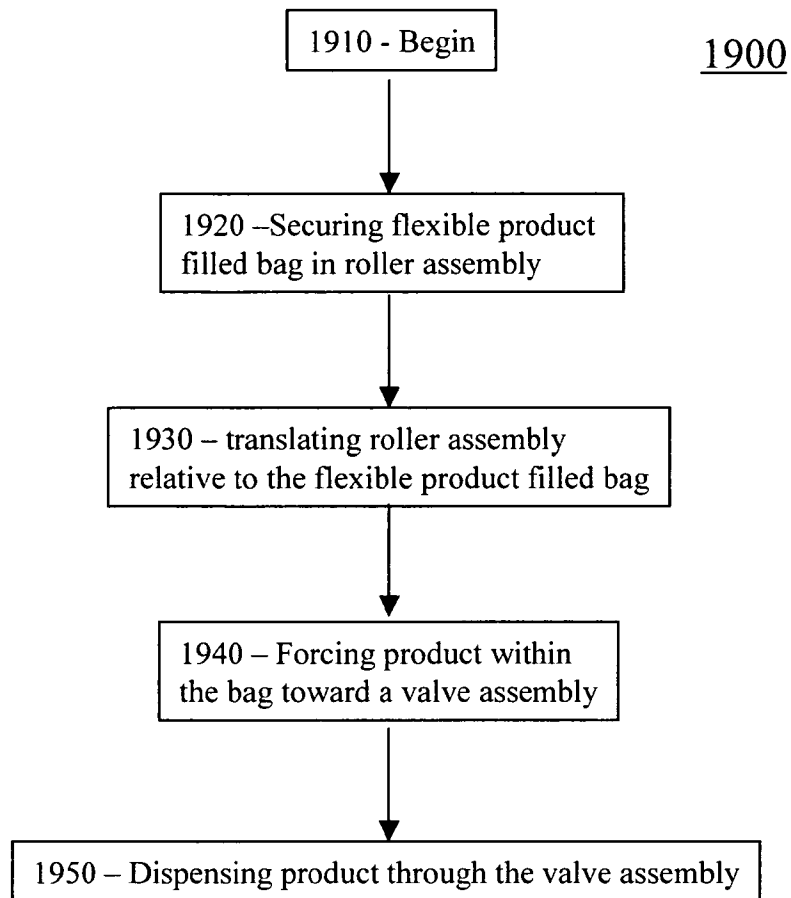 1910 - Begin
1900
1920 –Securing flexible product
filled bag in roller assembly
1930 – translating roller assembly
relative to the flexible product filled bag
1940 – Forcing product within
the bag toward a valve assembly
1950 – Dispensing product through the valve assembly